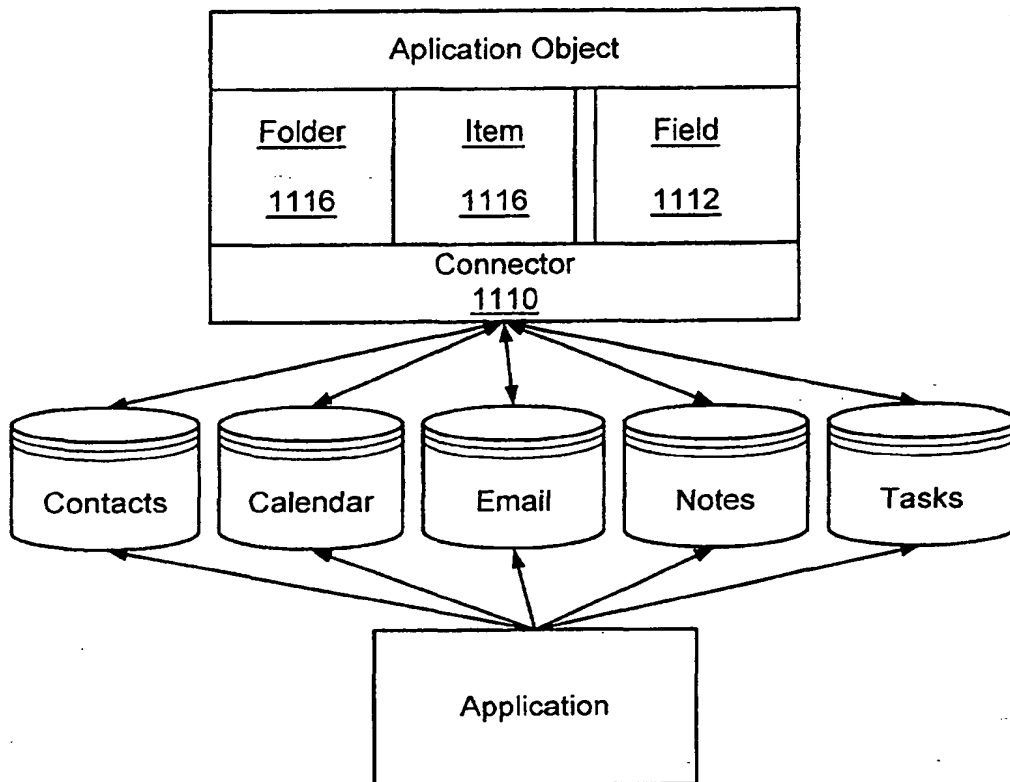 Aplication Object
Folder Item Field
1116 1116 1112
Connector
1110
Contacts Calendar Email Notes Tasks
Application